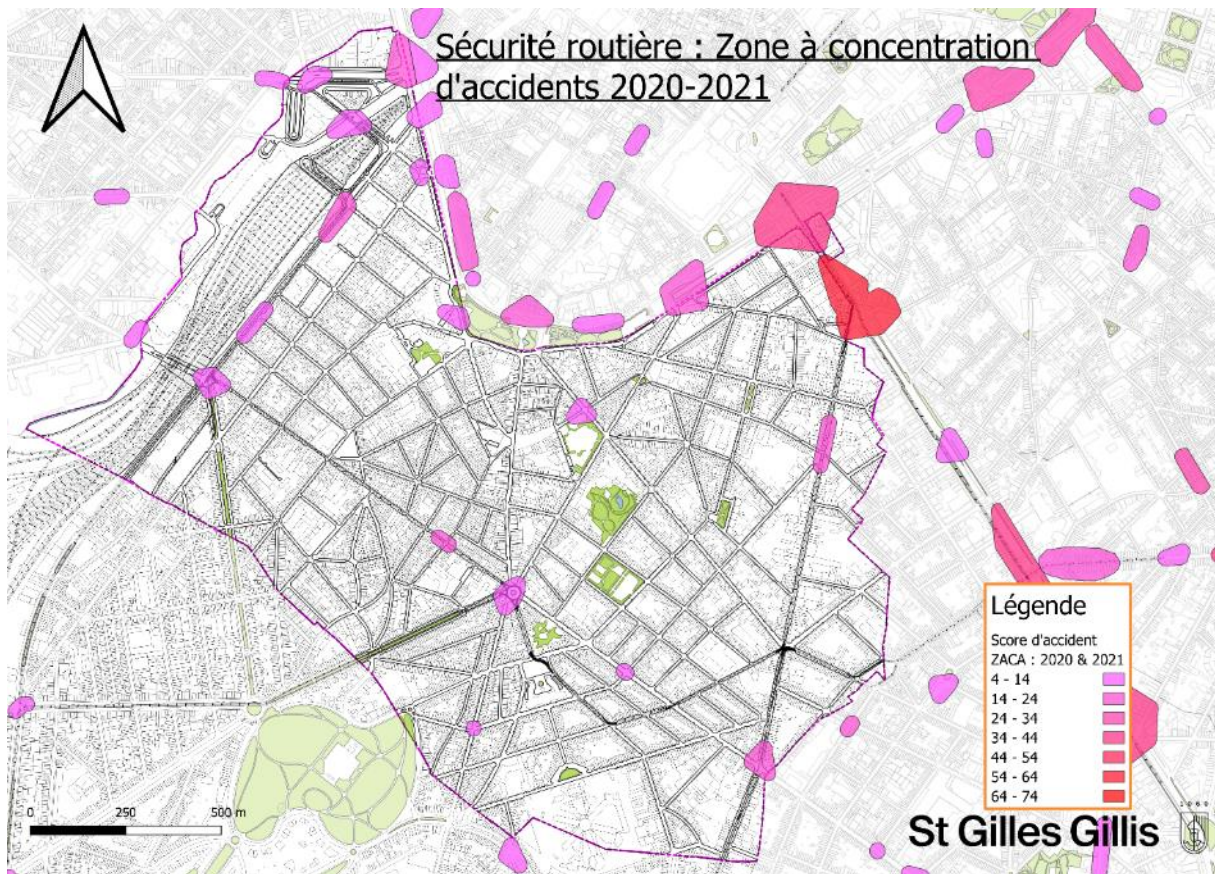 Sécurité routière : Zone à concentration
d'accidents 2020-2021
Légende
Score d'accident
ZACA : 2020 & 2021
4 - 14
14 - 24
24 - 34
34 - 44
44 - 54
54 - 64
64 - 74
0 250 500 m
1060
St Gilles Gillis